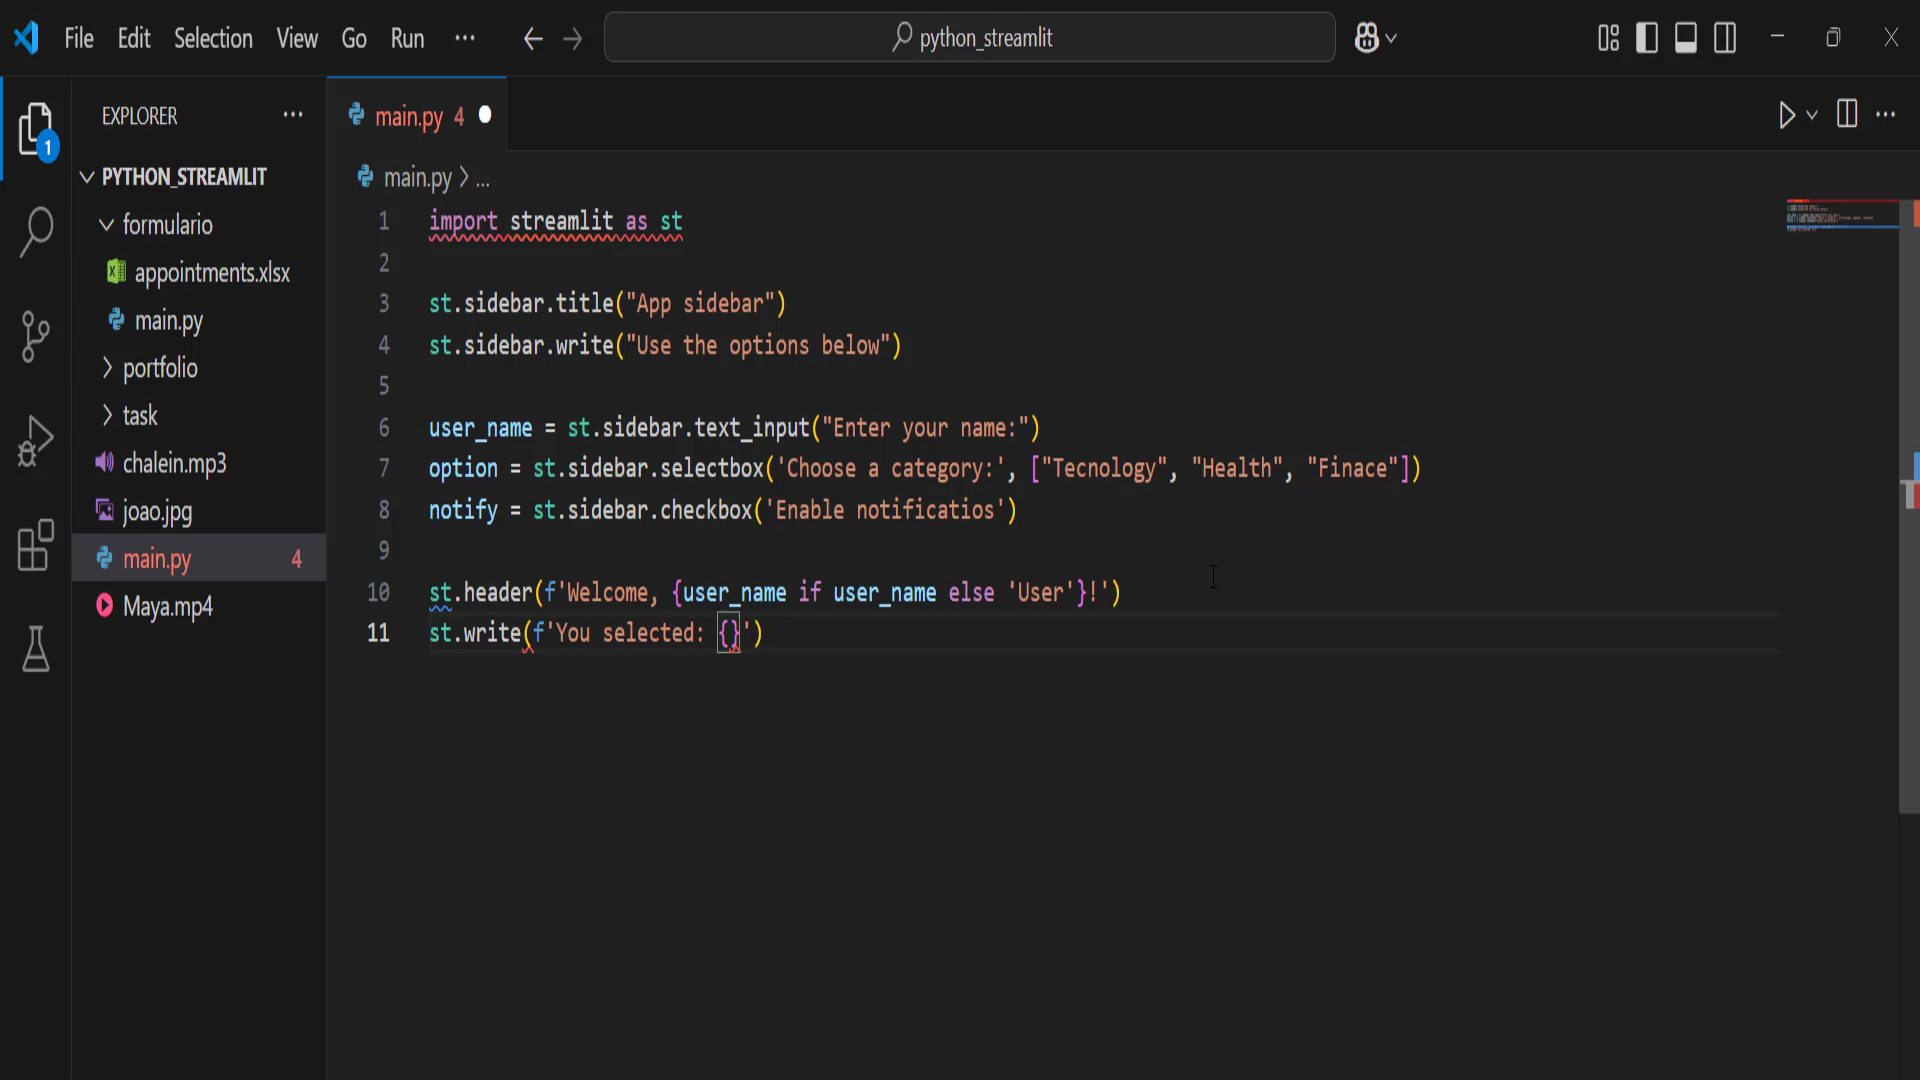 File Edit Selection View Go Run ... python_streamlit
EXPLORER ...
1
PYTHON_STREAMLIT
formulario
appointments.xlsx
main.py
portfolio
task
chalein.mp3
joao.jpg
main.py 4
Maya.mp4
main.py 4
main.py > ...
1 import streamlit as st
2
3 st.sidebar.title("App sidebar")
4 st.sidebar.write("Use the options below")
5
6 user_name = st.sidebar.text_input("Enter your name:")
7 option = st.sidebar.selectbox('Choose a category:', ["Tecnology", "Health", "Finace"])
8 notify = st.sidebar.checkbox('Enable notificatios')
9
10 st.header(f'Welcome, {user_name if user_name else 'User'}!')
11 st.write(f'You selected: {}')